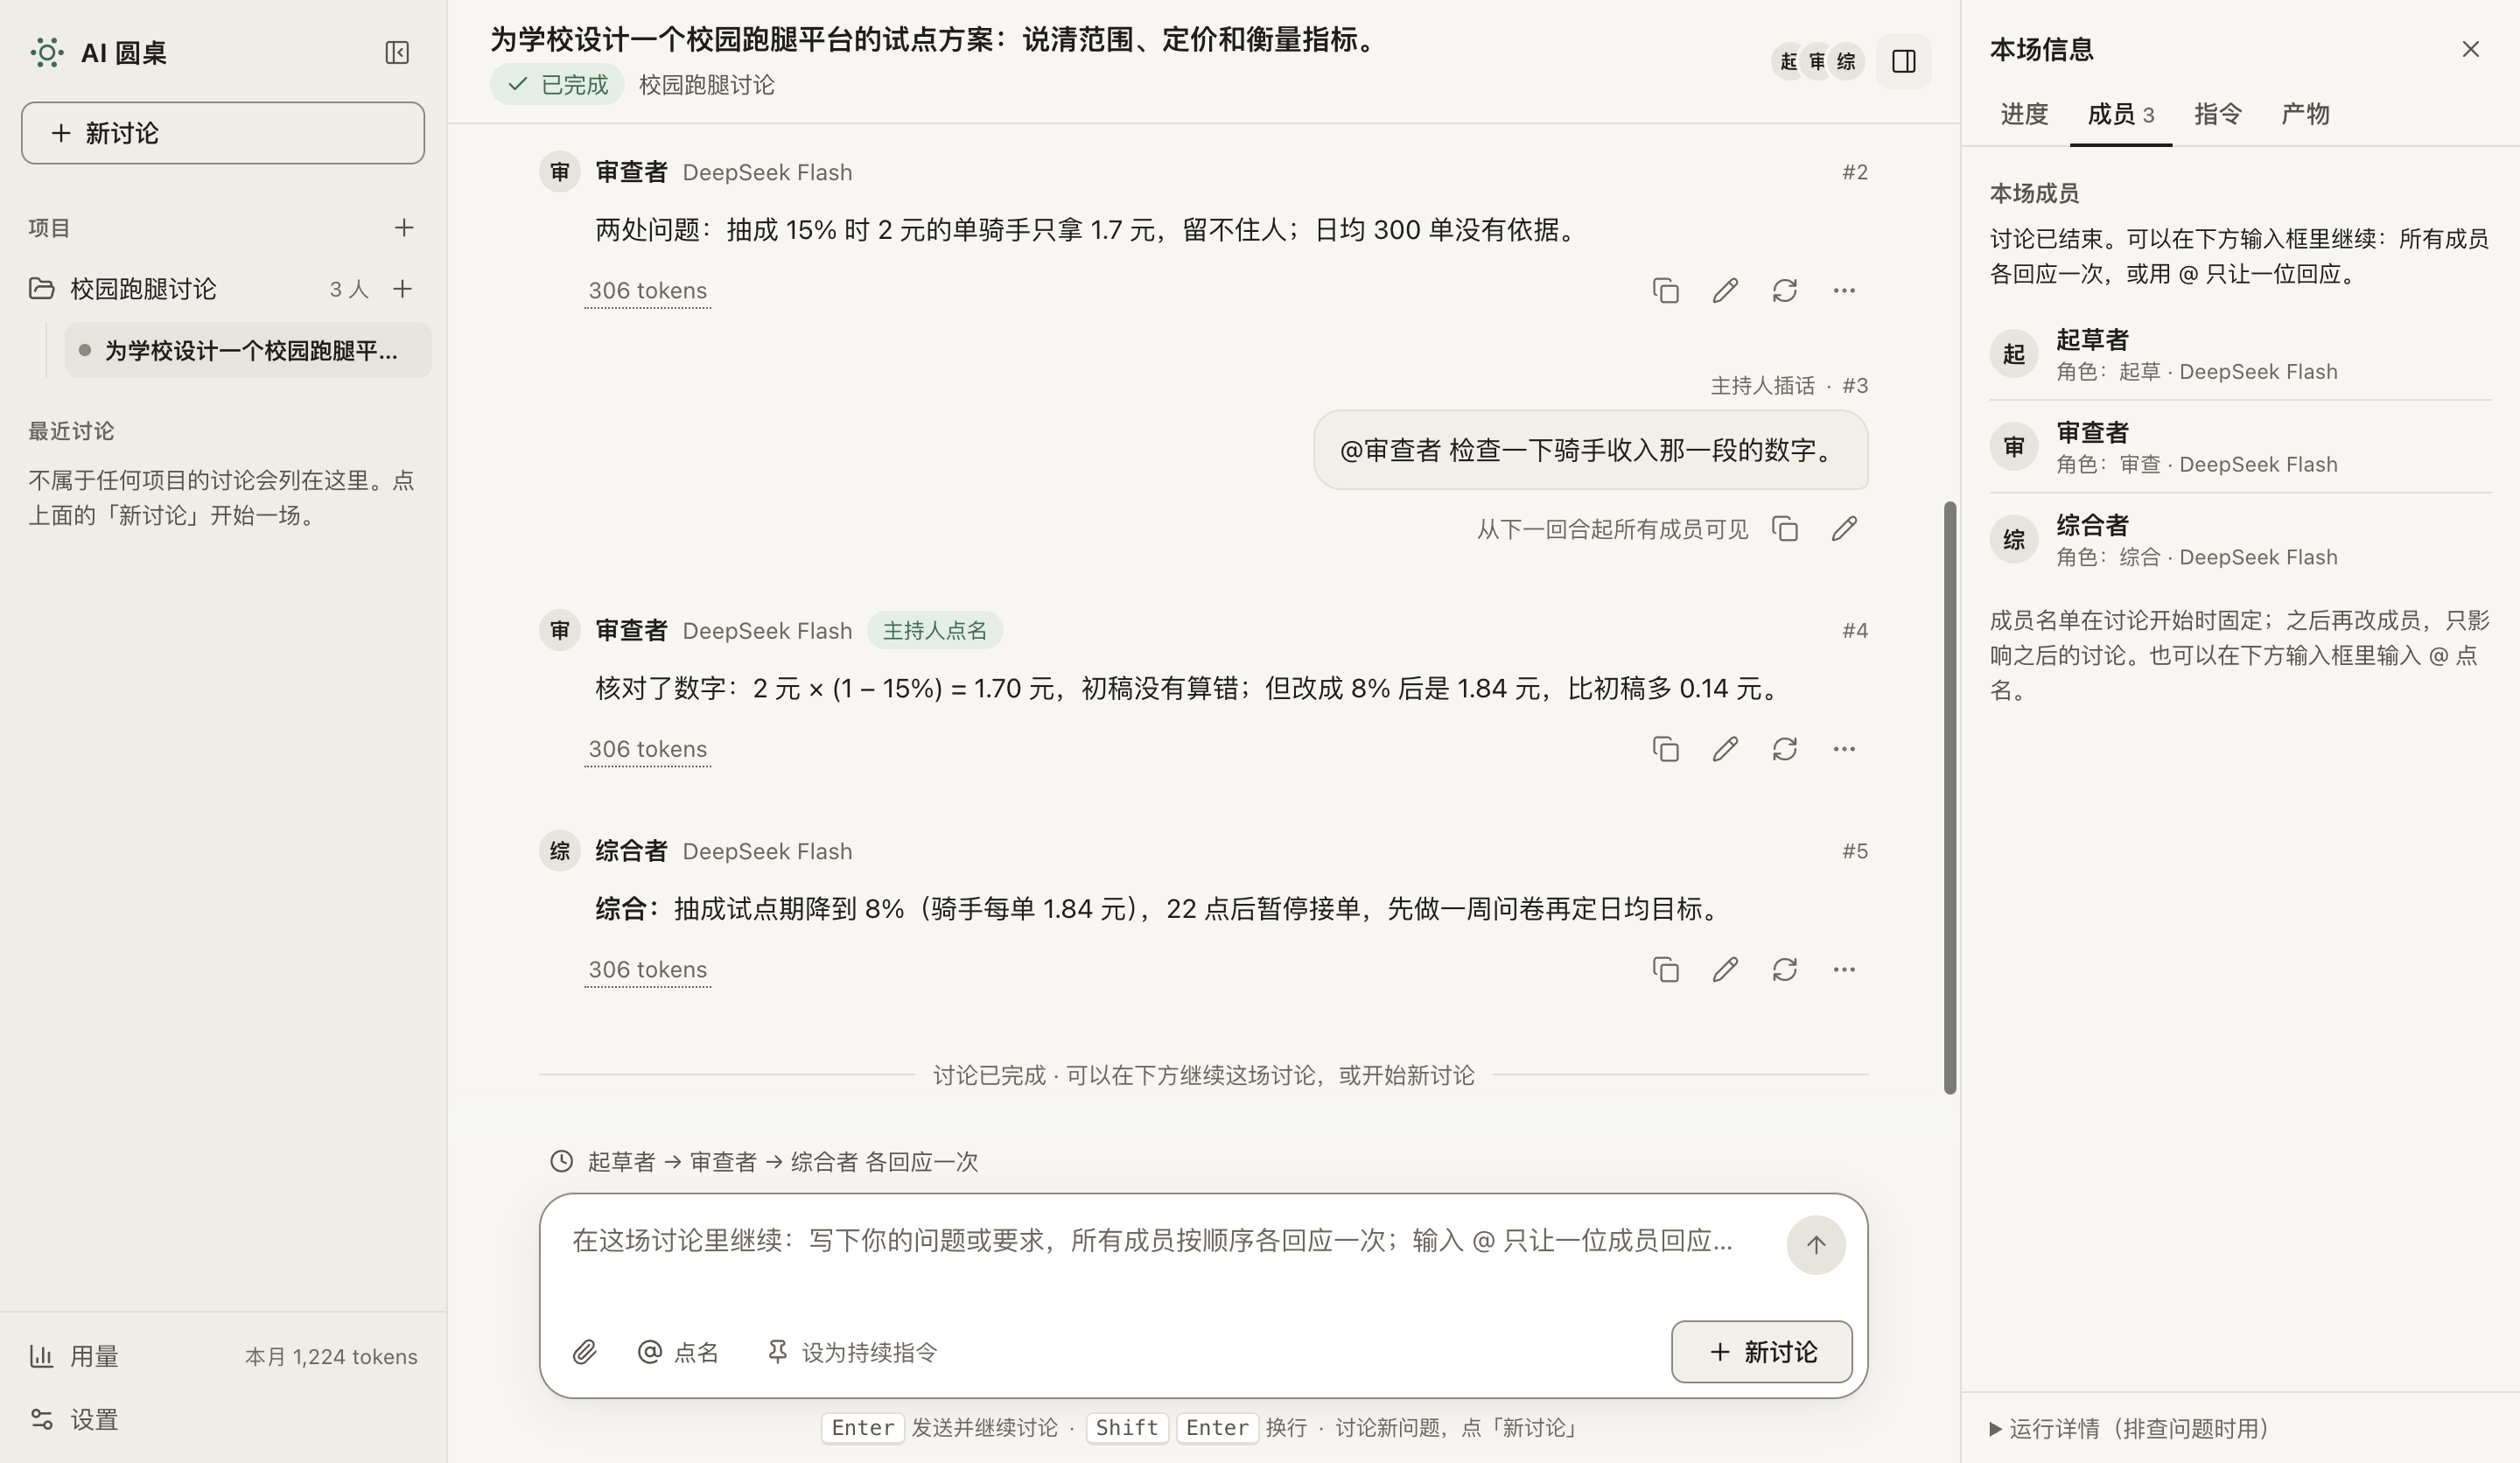 AI 圆桌
新讨论
项目
校园跑腿讨论 3 人
为学校设计一个校园跑腿平...
最近讨论
不属于任何项目的讨论会列在这里。点
上面的「新讨论」开始一场。
用量 本月 1,224 tokens
设置
为学校设计一个校园跑腿平台的试点方案：说清范围、定价和衡量指标。
已完成 校园跑腿讨论
起 审 综
审 审查者 DeepSeek Flash #2
两处问题：抽成 15% 时 2 元的单骑手只拿 1.7 元，留不住人；日均 300 单没有依据。
306 tokens
主持人插话 · #3
@审查者 检查一下骑手收入那一段的数字。
从下一回合起所有成员可见
审 审查者 DeepSeek Flash 主持人点名 #4
核对了数字：2 元 × (1 – 15%) = 1.70 元，初稿没有算错；但改成 8% 后是 1.84 元，比初稿多 0.14 元。
306 tokens
综 综合者 DeepSeek Flash #5
综合：抽成试点期降到 8%（骑手每单 1.84 元），22 点后暂停接单，先做一周问卷再定日均目标。
306 tokens
讨论已完成 · 可以在下方继续这场讨论，或开始新讨论
起草者 → 审查者 → 综合者 各回应一次
在这场讨论里继续：写下你的问题或要求，所有成员按顺序各回应一次；输入 @ 只让一位成员回应...
@ 点名 设为持续指令 新讨论
Enter 发送并继续讨论 · Shift Enter 换行 · 讨论新问题，点「新讨论」
本场信息
进度 成员 3 指令 产物
本场成员
讨论已结束。可以在下方输入框里继续：所有成员
各回应一次，或用 @ 只让一位回应。
起 起草者
角色：起草 · DeepSeek Flash
审 审查者
角色：审查 · DeepSeek Flash
综 综合者
角色：综合 · DeepSeek Flash
成员名单在讨论开始时固定；之后再改成员，只影
响之后的讨论。也可以在下方输入框里输入 @ 点
名。
运行详情（排查问题时用）